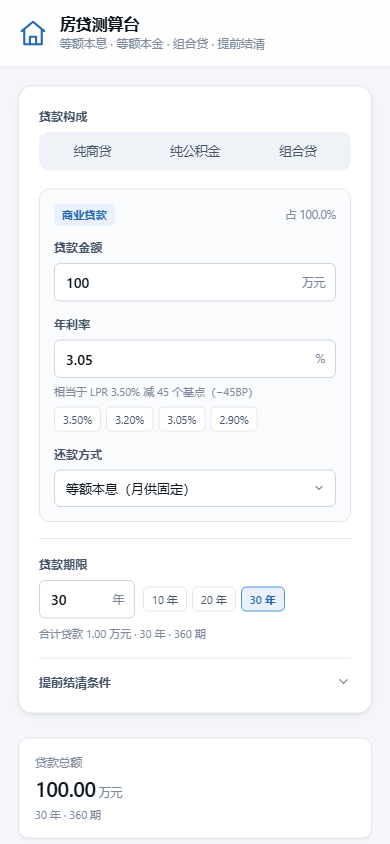 房贷测算台
等额本息 · 等额本金 · 组合贷 · 提前结清
贷款构成
纯商贷 纯公积金 组合贷
商业贷款 占 100.0%
贷款金额
100 万元
年利率
3.05 %
相当于 LPR 3.50% 减 45 个基点（−45BP）
3.50% 3.20% 3.05% 2.90%
还款方式
等额本息（月供固定）
贷款期限
30 年 10 年 20 年 30 年
合计贷款 1.00 万元 · 30 年 · 360 期
提前结清条件
贷款总额
100.00 万元
30 年 · 360 期